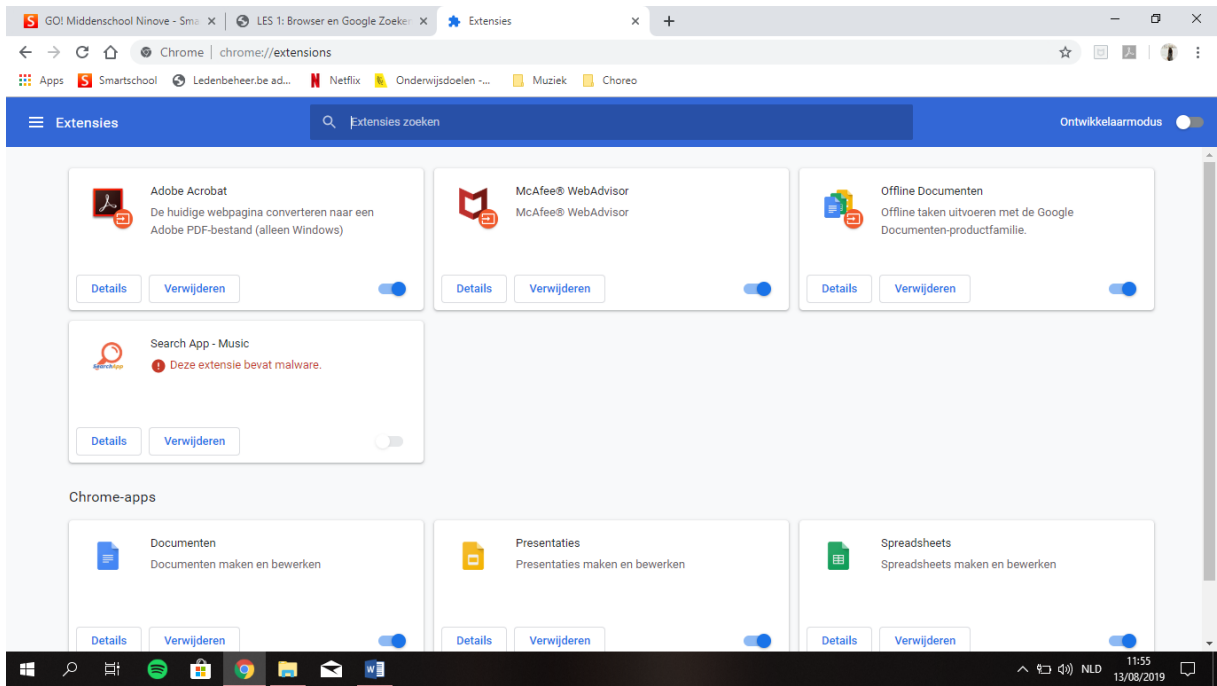 GO! Middenschool Ninove - Sma
LES 1: Browser en Google Zoeker
Extensies
Chrome | chrome://extensions
Apps
Smartschool
Ledenbeheer.be ad...
Netflix
Onderwijsdoelen -...
Muziek
Choreo
Extensies
Extensies zoeken
Ontwikkelaarmodus
Adobe Acrobat
De huidige webpagina converteren naar een
Adobe PDF-bestand (alleen Windows)
Details
Verwijderen
McAfee® WebAdvisor
McAfee® WebAdvisor
Details
Verwijderen
Offline Documenten
Offline taken uitvoeren met de Google
Documenten-productfamilie.
Details
Verwijderen
Search App - Music
Deze extensie bevat malware.
SearchApp
Details
Verwijderen
Chrome-apps
Documenten
Documenten maken en bewerken
Details
Verwijderen
Presentaties
Presentaties maken en bewerken
Details
Verwijderen
Spreadsheets
Spreadsheets maken en bewerken
Details
Verwijderen
NLD
11:55
13/08/2019